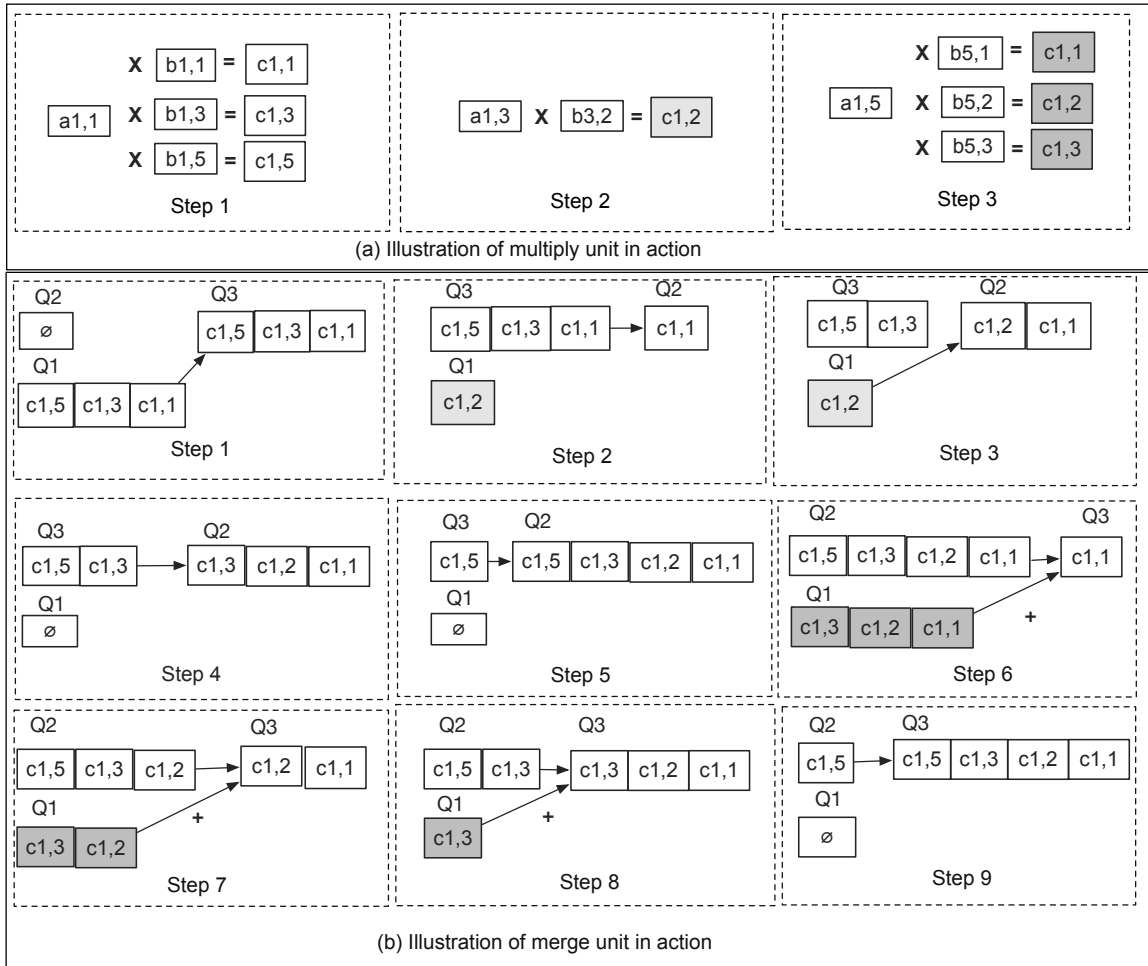 X b1,1 = c1,1
a1,1 X b1,3 = c1,3
X b1,5 = c1,5
Step 1
a1,3 X b3,2 = c1,2
Step 2
X b5,1 = c1,1
a1,5 X b5,2 = c1,2
X b5,3 = c1,3
Step 3
(a) Illustration of multiply unit in action
Q2 Q3
∅ c1,5 c1,3 c1,1
Q1
c1,5 c1,3 c1,1
Step 1
Q3 Q2
c1,5 c1,3 c1,1 c1,1
Q1
c1,2
Step 2
Q3 Q2
c1,5 c1,3 c1,2 c1,1
Q1
c1,2
Step 3
Q3 Q2
c1,5 c1,3 c1,3 c1,2 c1,1
Q1
∅
Step 4
Q3 Q2
c1,5 c1,5 c1,3 c1,2 c1,1
Q1
∅
Step 5
Q2 Q3
c1,5 c1,3 c1,2 c1,1 c1,1
Q1
c1,3 c1,2 c1,1 +
Step 6
Q2 Q3
c1,5 c1,3 c1,2 c1,2 c1,1
Q1 +
c1,3 c1,2
Step 7
Q2 Q3
c1,5 c1,3 c1,3 c1,2 c1,1
Q1 +
c1,3
Step 8
Q2 Q3
c1,5 c1,5 c1,3 c1,2 c1,1
Q1
∅
Step 9
(b) Illustration of merge unit in action